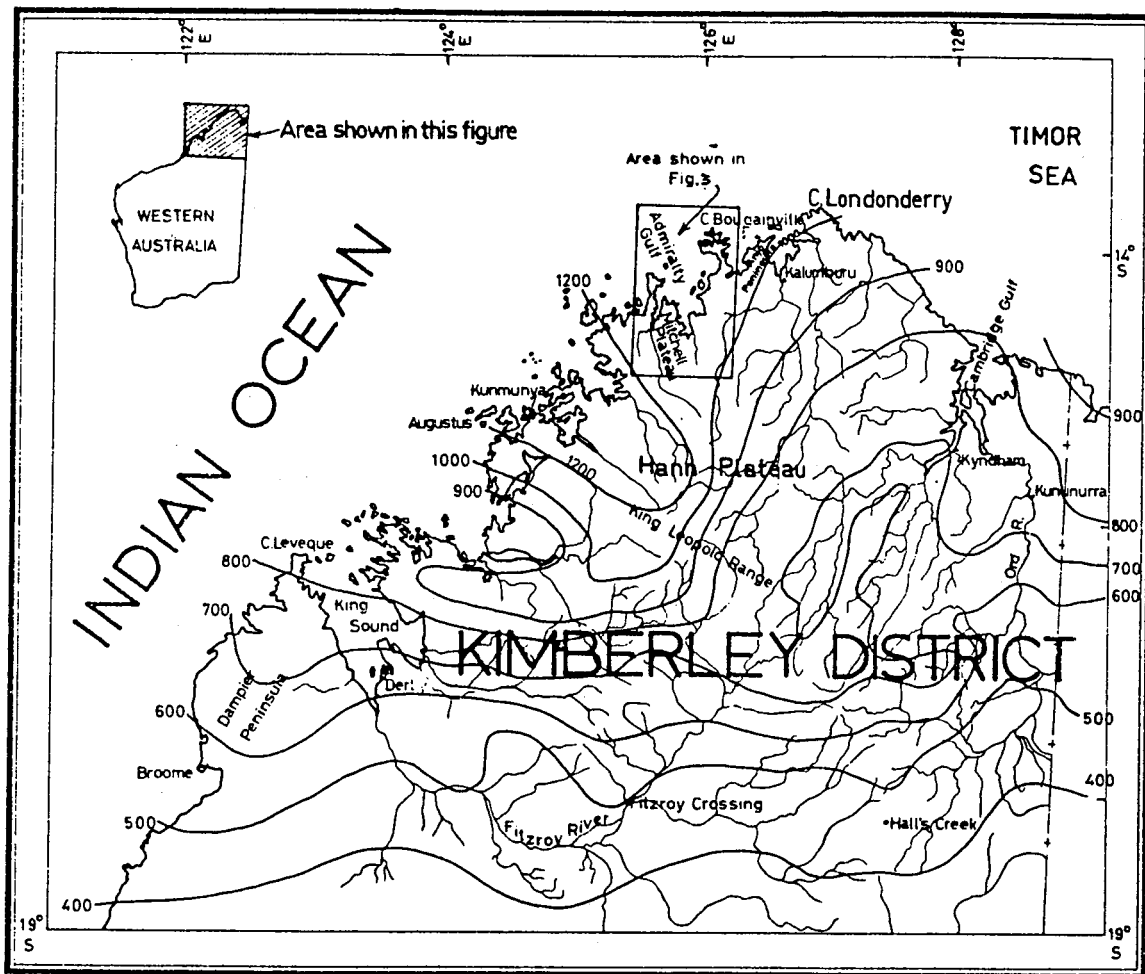 122°
E
124°
E
126°
E
128°
E
Area shown in this figure
TIMOR
SEA
WESTERN
AUSTRALIA
Area shown in
Fig.3
C.Londonderry
C.Bougainville
Admiralty
Gulf
Peninsula
1000
Kalumburu
14°
S
900
1200
Mitchell
Plateau
Cambridge Gulf
INDIAN OCEAN
Kunmunya
Augustus
1000
1200
900
Hann Plateau
King Leopold Range
Kyndham
Kununurra
900
800
700
600
Ord R.
C.Leveque
800
King
Sound
700
KIMBERLEY DISTRICT
Dampier
Peninsula
600
500
Broome
400
Fitzroy Crossing
Fitzroy River
Hall's Creek
500
400
19°
S
19°
S